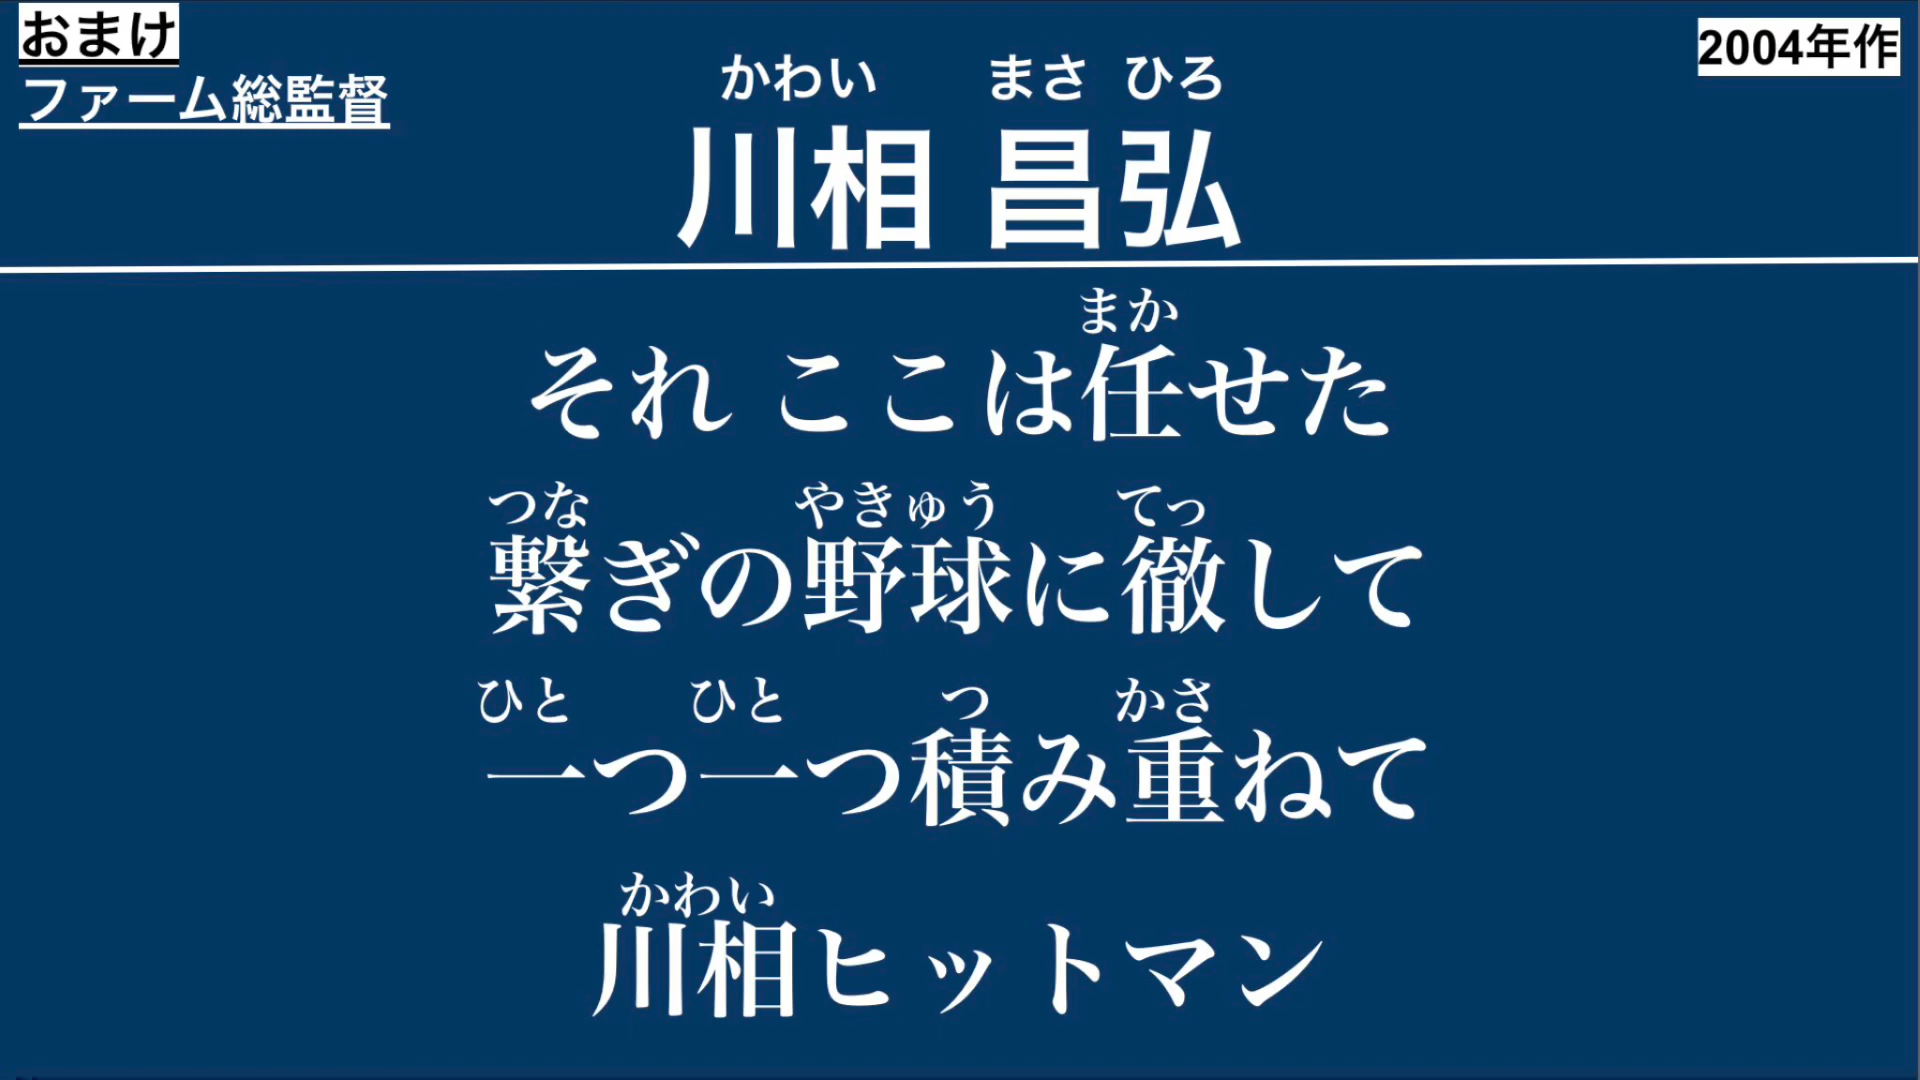 おまけ
2004年作
ファーム総監督
かわい まさ ひろ
川相 昌弘
まか
それ ここは任せた
つな やきゅう てっ
繋ぎの野球に徹して
ひと ひと つ かさ
一つ一つ積み重ねて
かわい
川相ヒットマン